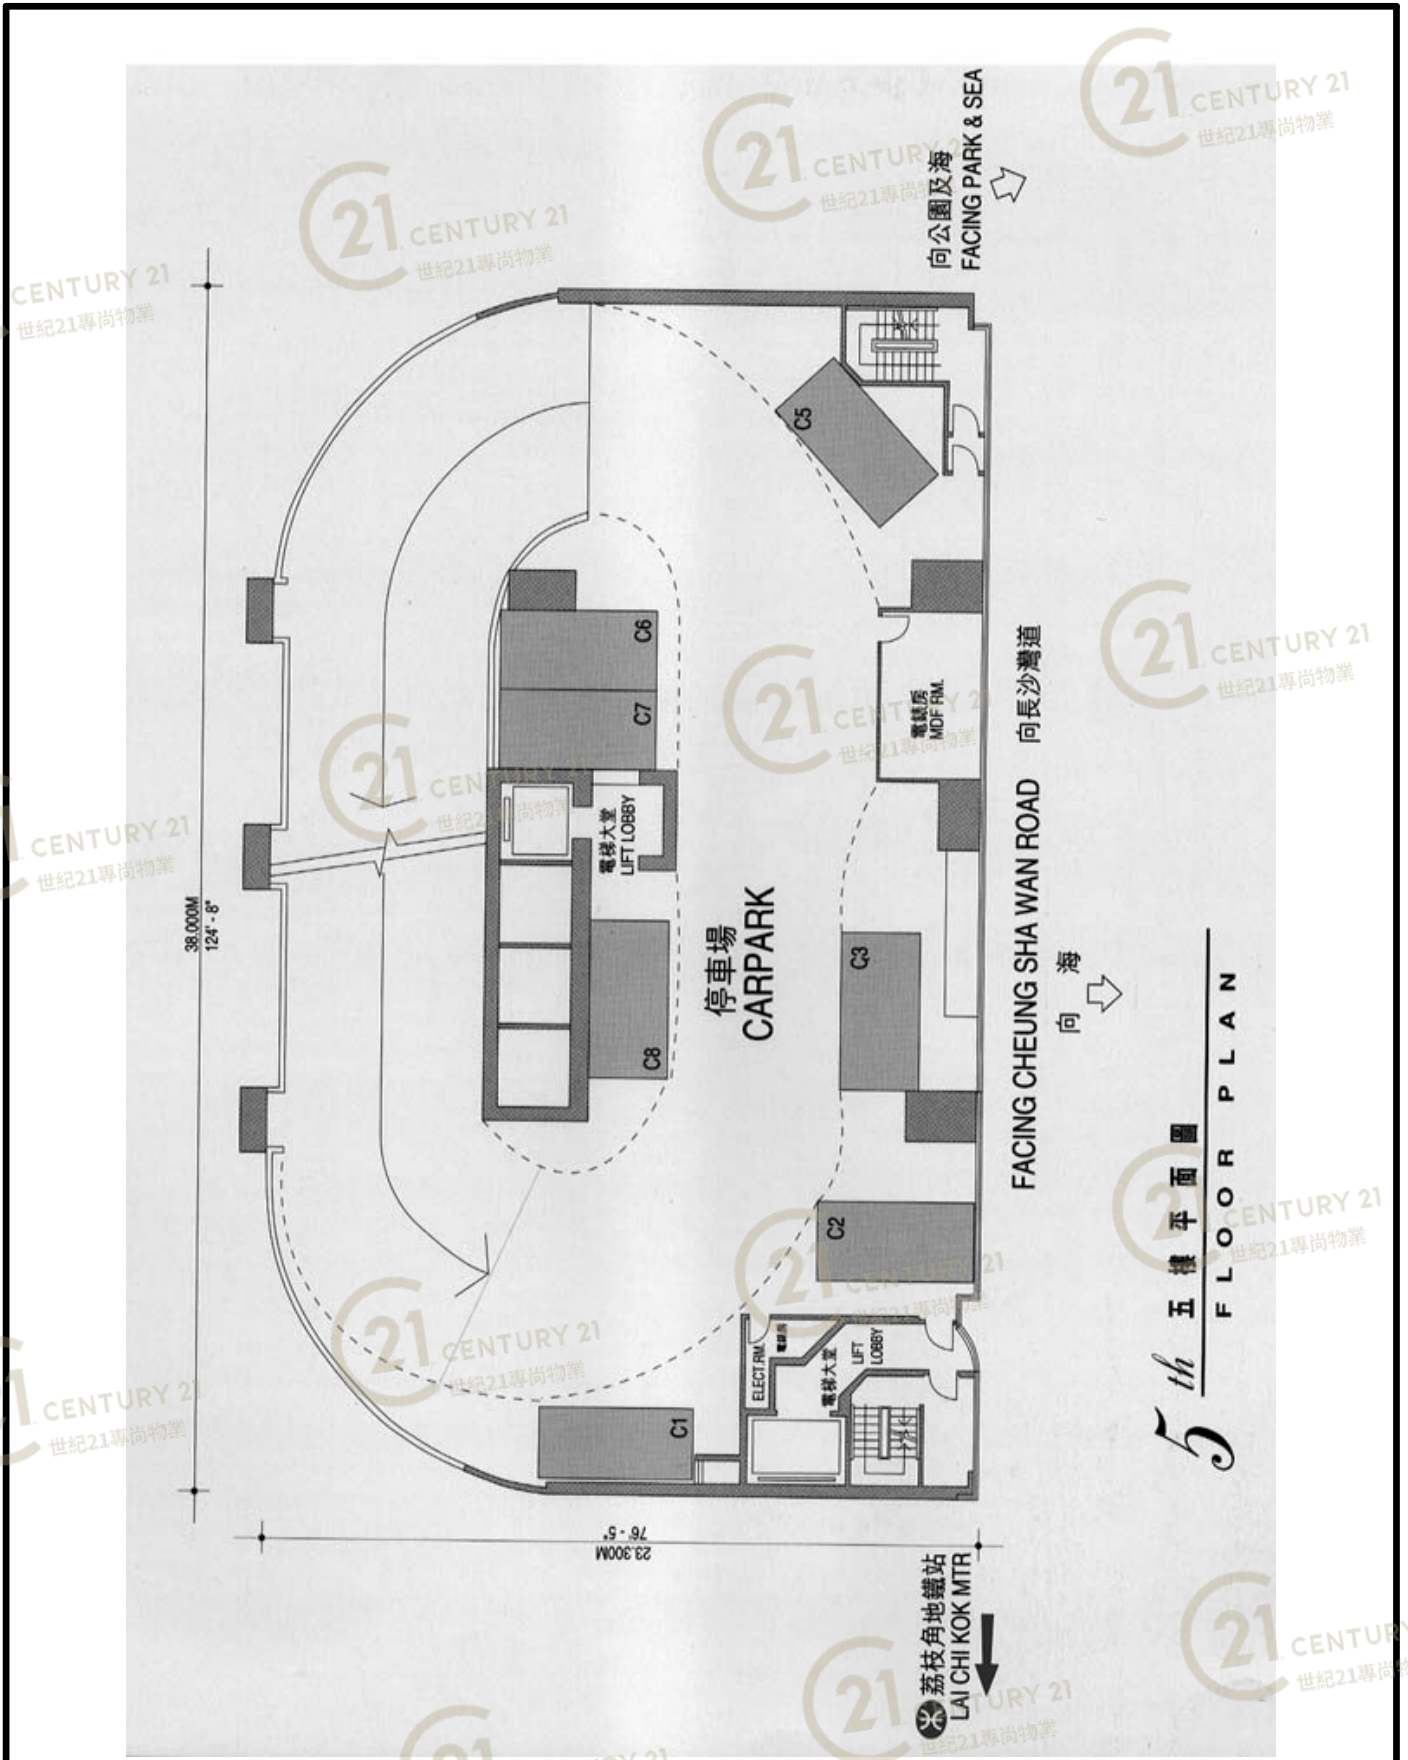 5th 五樓平面圖
FLOOR PLAN
38.000M
124' - 8"
23.300M
76' - 5"
向公園及海
FACING PARK & SEA
C5
C6
C7
電梯大堂
LIFT LOBBY
C8
停車場
CARPARK
C3
C2
C1
MDF RM.
ELECT.RM.
電梯大堂
LIFT
LOBBY
FACING CHEUNG SHA WAN ROAD 向長沙灣道
向海
荔枝角地鐵站
LAI CHI KOK MTR
21 CENTURY 21
世紀21專尚物業